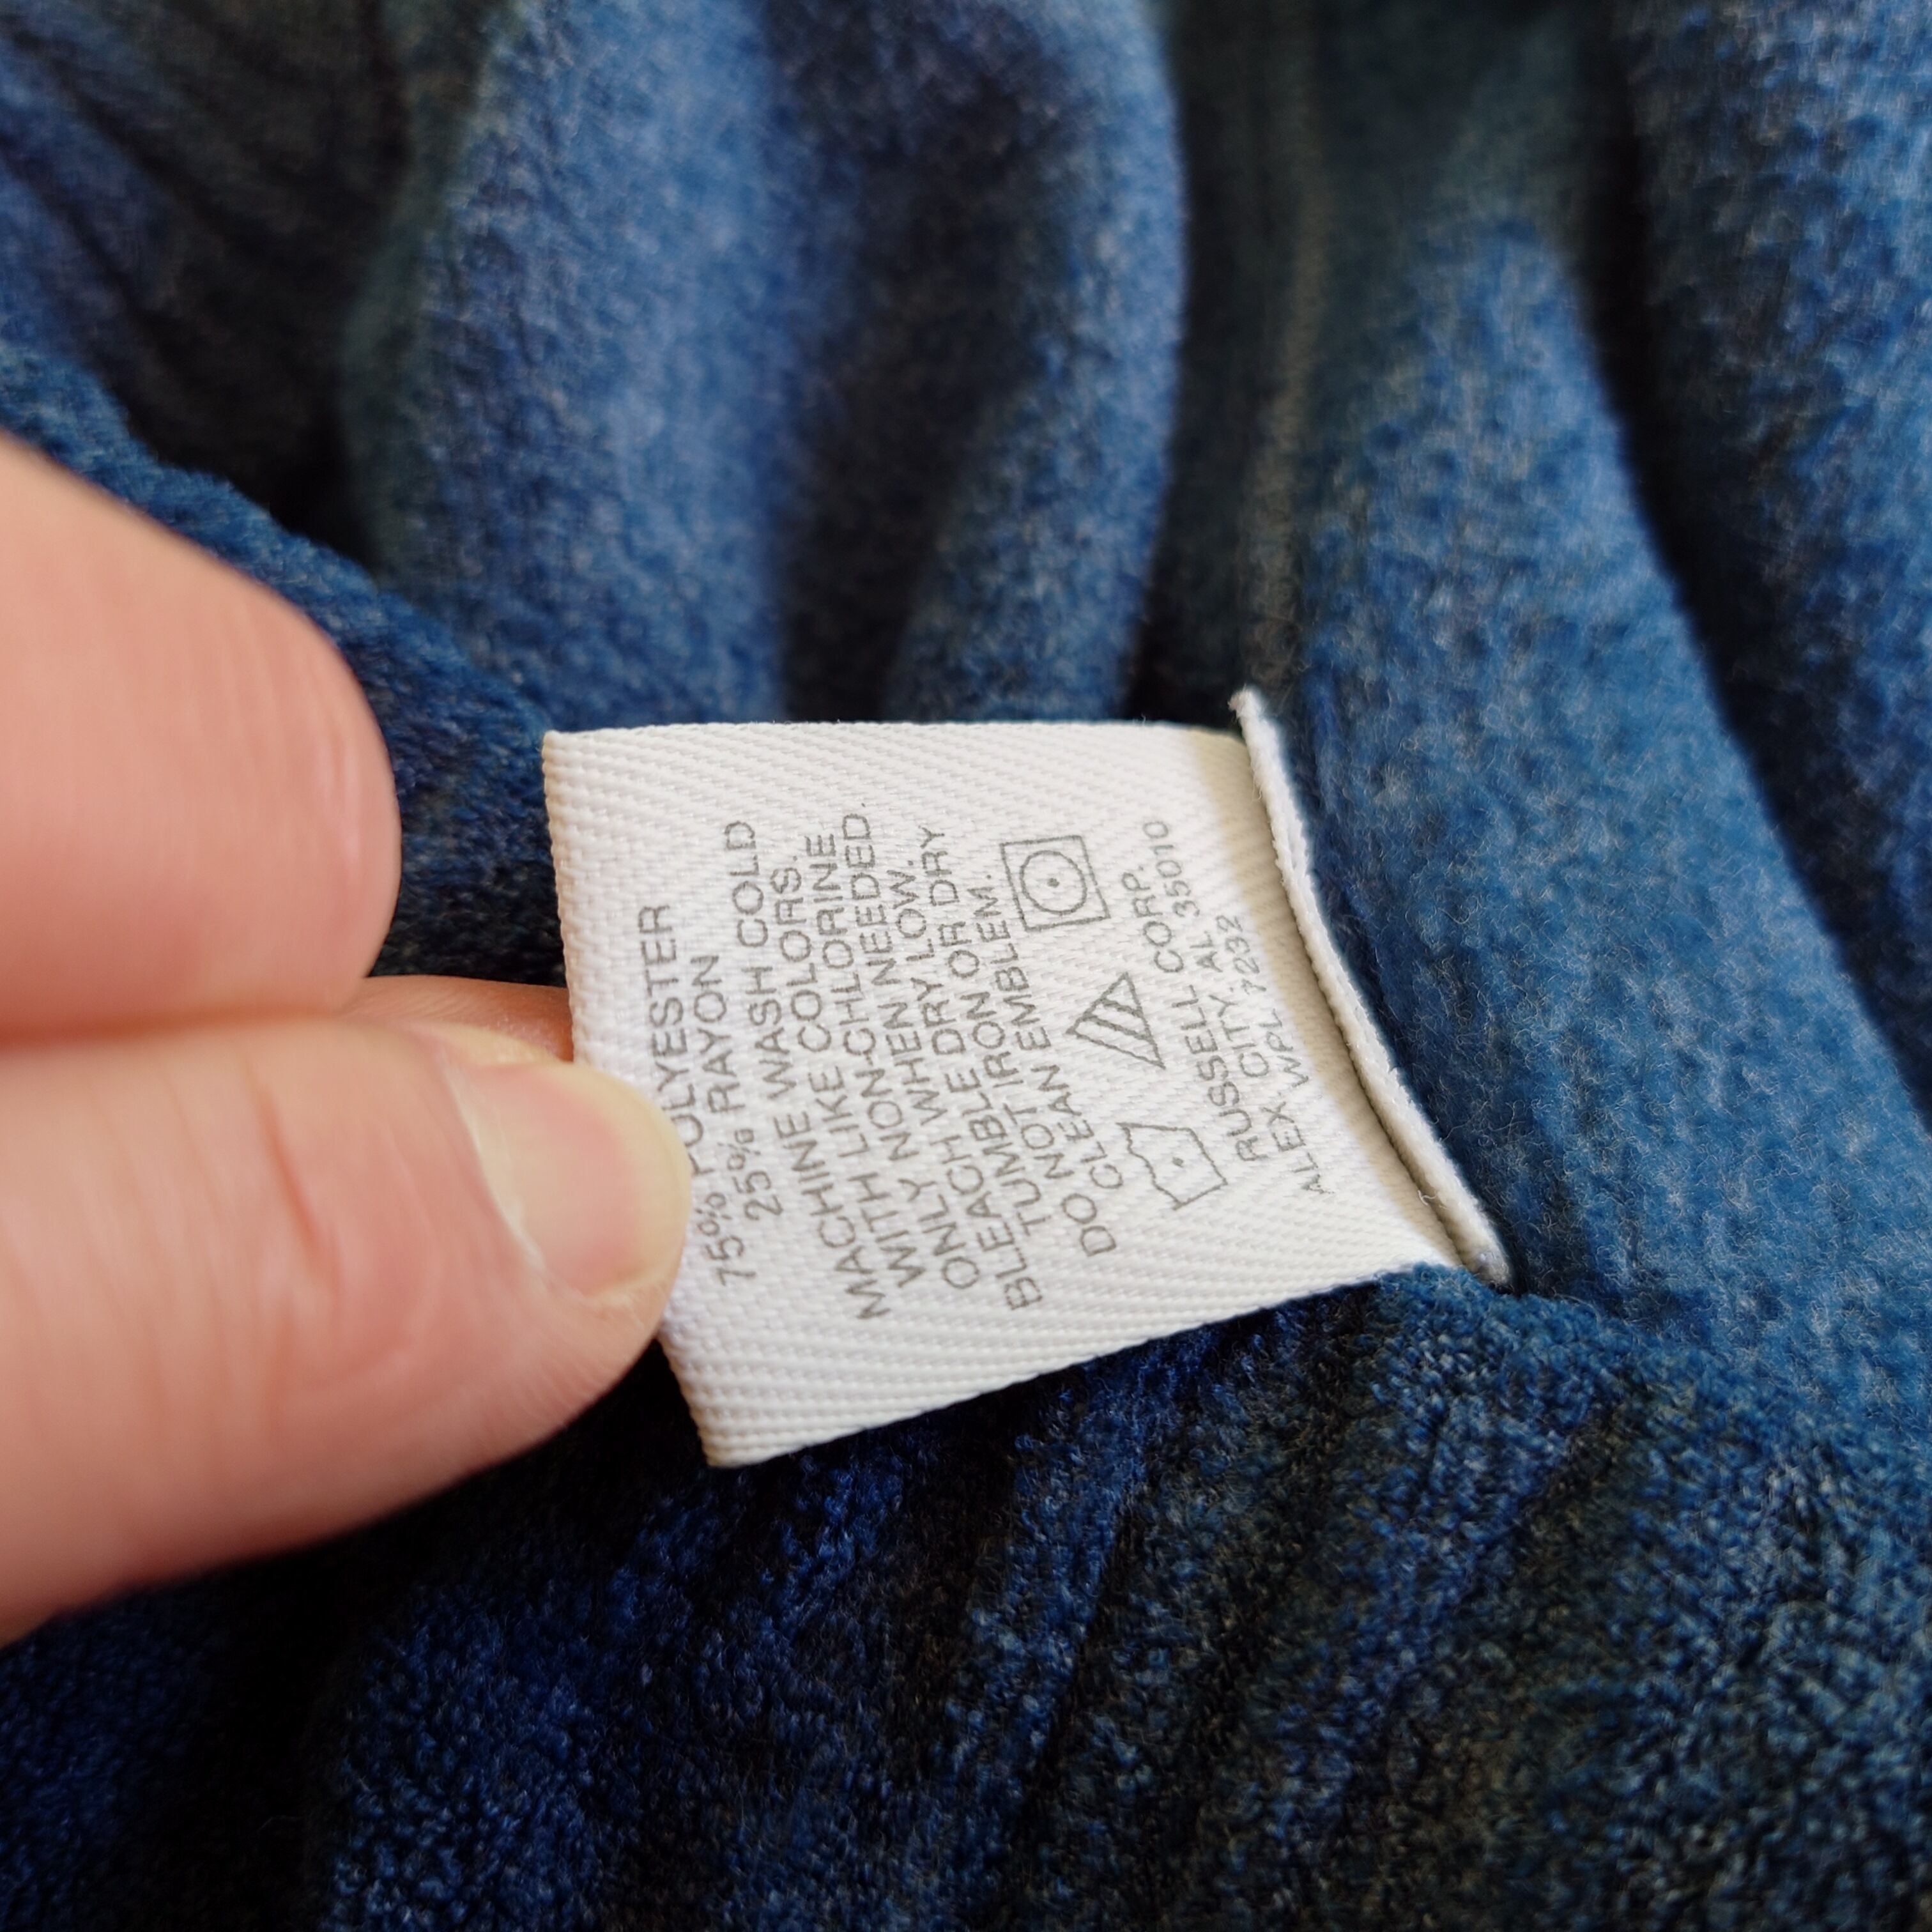 75% POLYESTER
25% RAYON
MACHINE WASH COLD
WITH LIKE COLORS.
ONLY NON-CHLORINE
BLEACH WHEN NEEDED.
TUMBLE DRY LOW.
DO NOT IRON OR DRY
CLEAN EMBLEM.
RUSSELL CORP.
ALEX CITY, AL 35010
WPL 7232